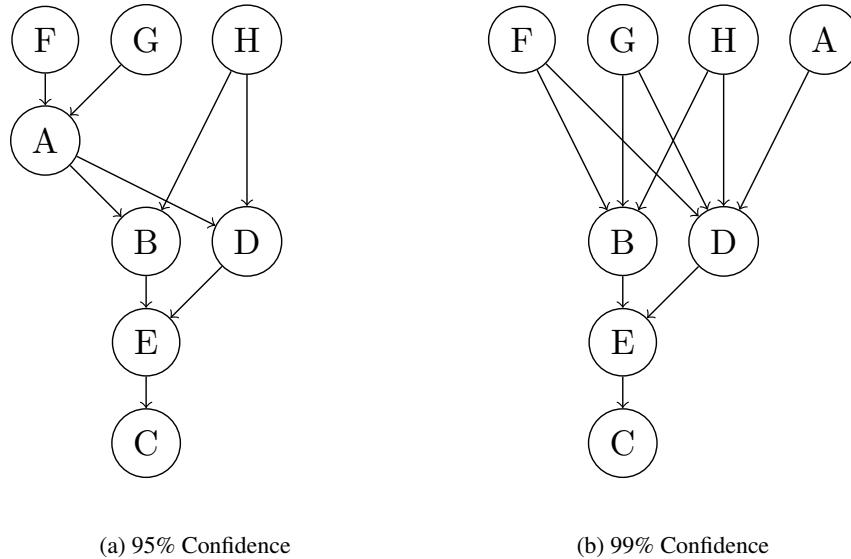 F G H F G H A
A
B D B D
E E
C C
(a) 95% Confidence (b) 99% Confidence